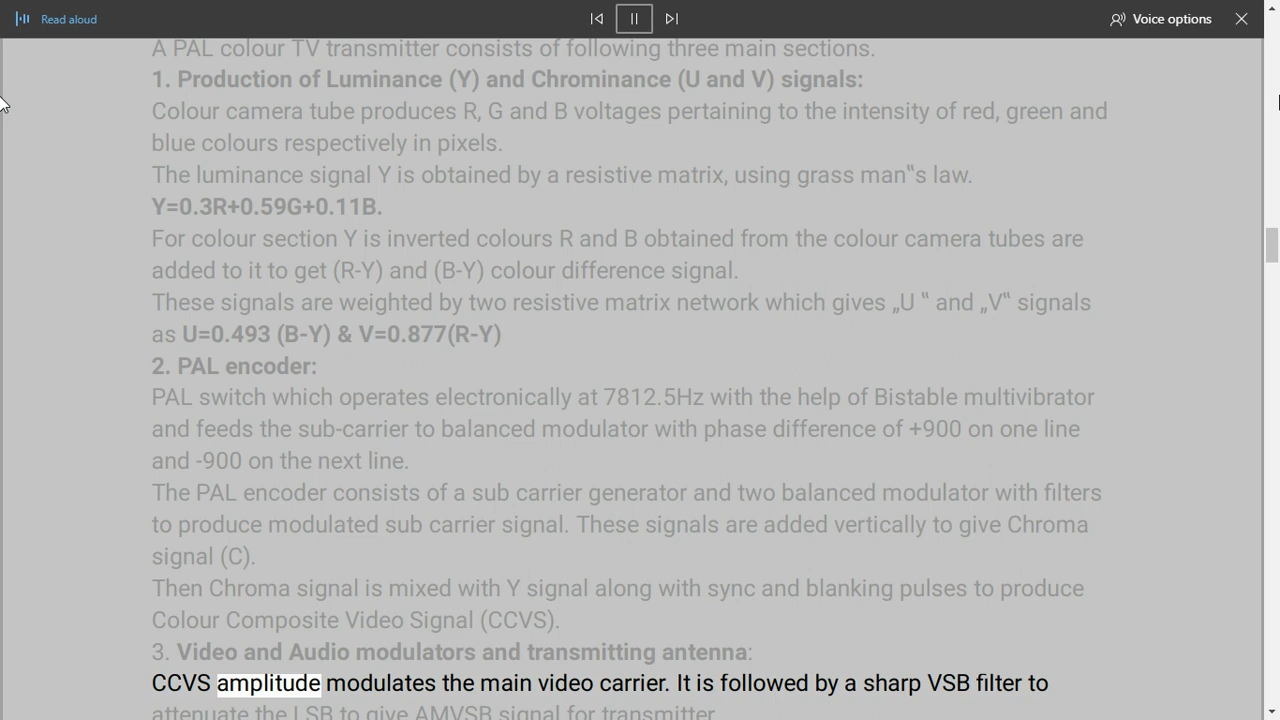 Read aloud
Voice options
A PAL colour TV transmitter consists of following three main sections.
1. Production of Luminance (Y) and Chrominance (U and V) signals:
Colour camera tube produces R, G and B voltages pertaining to the intensity of red, green and
blue colours respectively in pixels.
The luminance signal Y is obtained by a resistive matrix, using grass man‟s law.
Y=0.3R+0.59G+0.11B.
For colour section Y is inverted colours R and B obtained from the colour camera tubes are
added to it to get (R-Y) and (B-Y) colour difference signal.
These signals are weighted by two resistive matrix network which gives „U ‟ and „V‟ signals
as U=0.493 (B-Y) & V=0.877(R-Y)
2. PAL encoder:
PAL switch which operates electronically at 7812.5Hz with the help of Bistable multivibrator
and feeds the sub-carrier to balanced modulator with phase difference of +900 on one line
and -900 on the next line.
The PAL encoder consists of a sub carrier generator and two balanced modulator with filters
to produce modulated sub carrier signal. These signals are added vertically to give Chroma
signal (C).
Then Chroma signal is mixed with Y signal along with sync and blanking pulses to produce
Colour Composite Video Signal (CCVS).
3. Video and Audio modulators and transmitting antenna:
CCVS amplitude modulates the main video carrier. It is followed by a sharp VSB filter to
attenuate the LSB to give AMVSB signal for transmitter